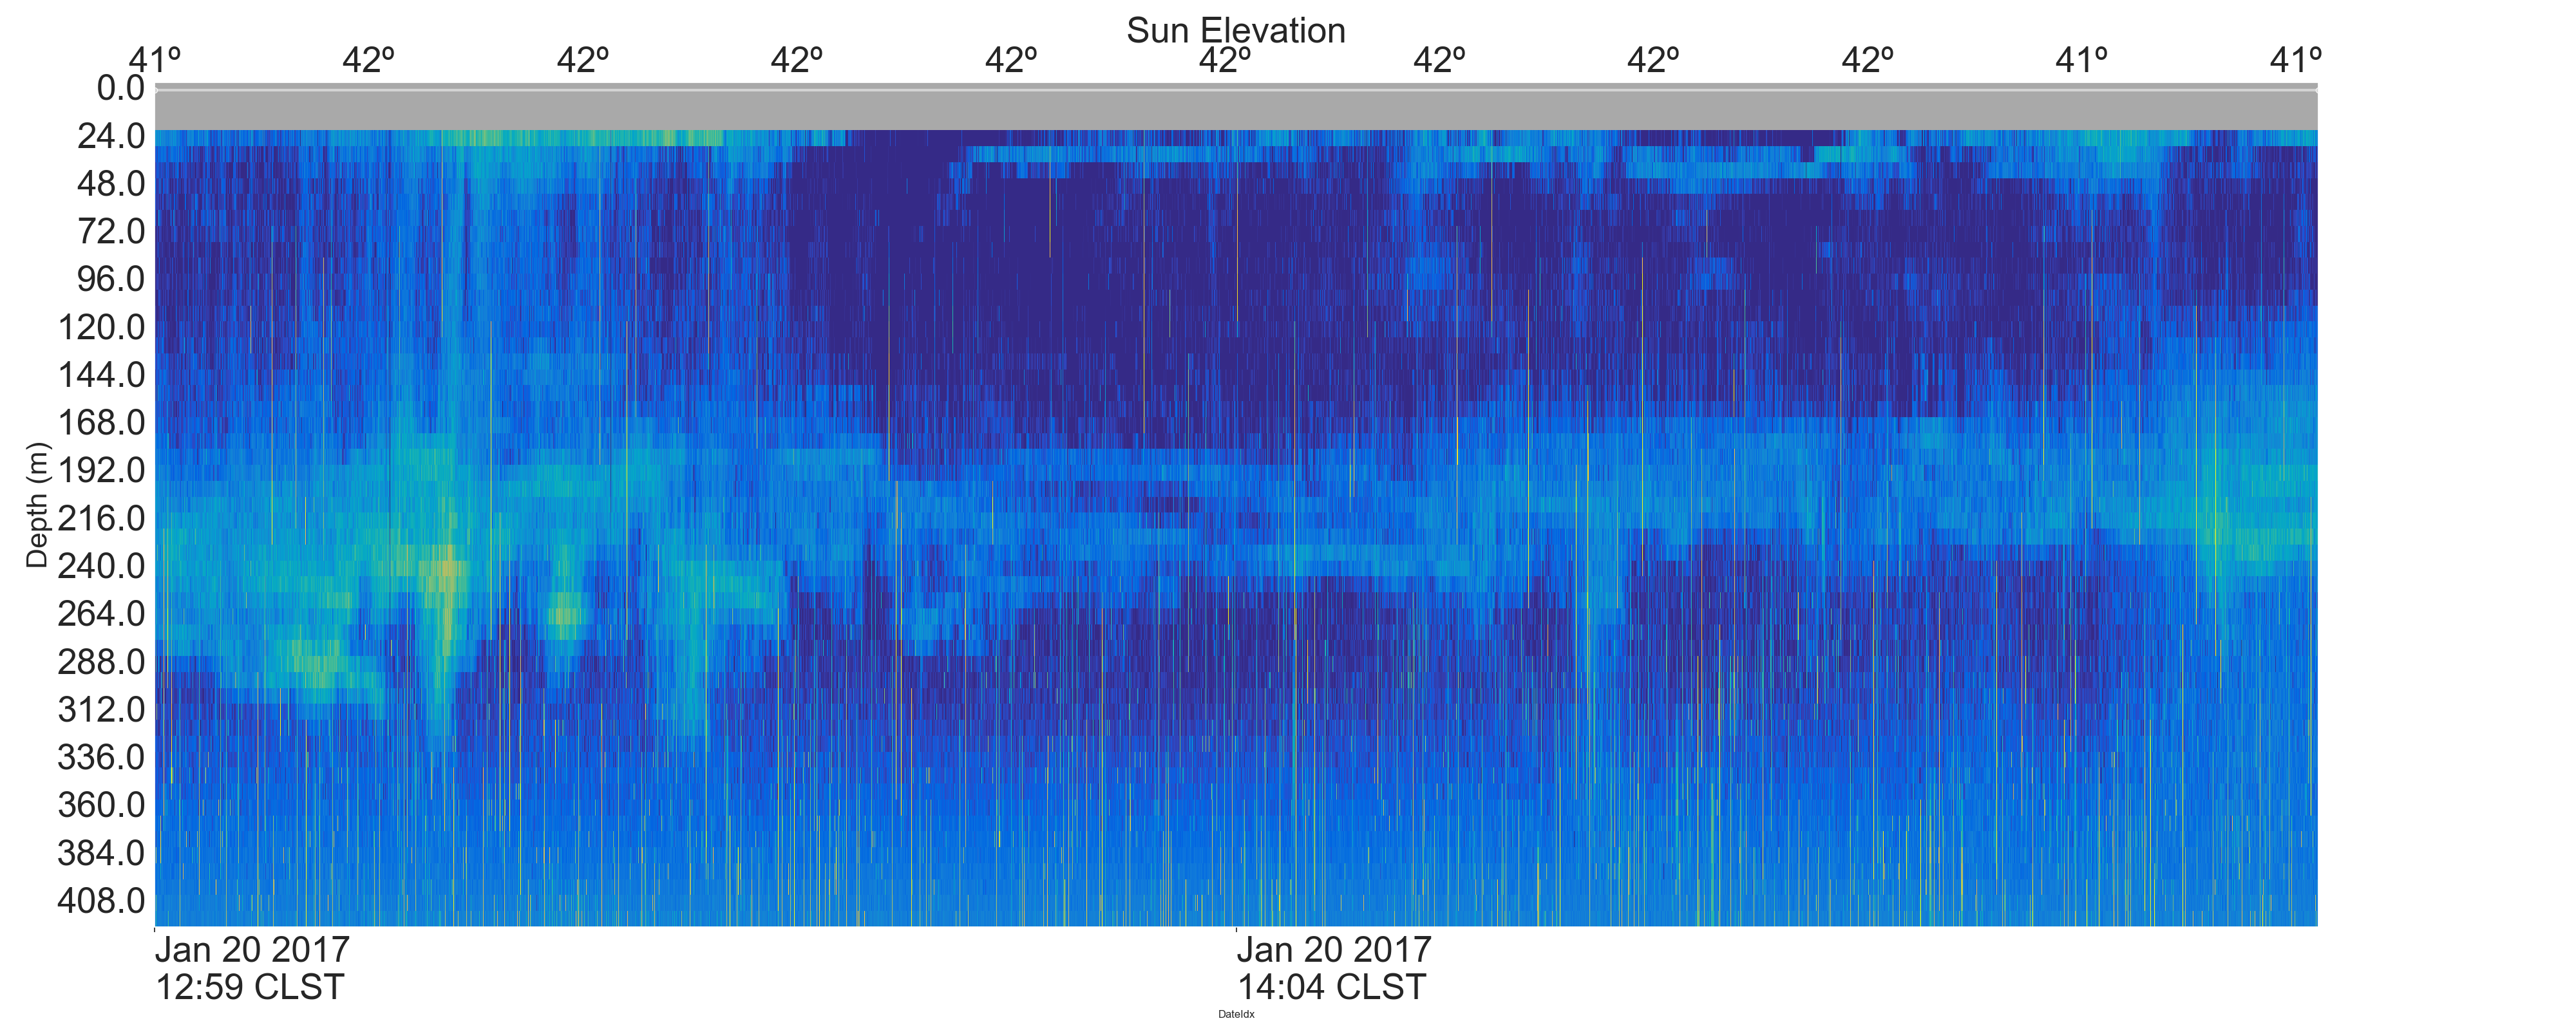 Sun Elevation
41º 42º 42º 42º 42º 42º 42º 42º 42º 41º 41º
0.0
24.0
48.0
72.0
96.0
120.0
144.0
168.0
192.0
216.0
240.0
264.0
288.0
312.0
336.0
360.0
384.0
408.0
Depth (m)
Jan 20 2017
12:59 CLST
Jan 20 2017
14:04 CLST
DateIdx